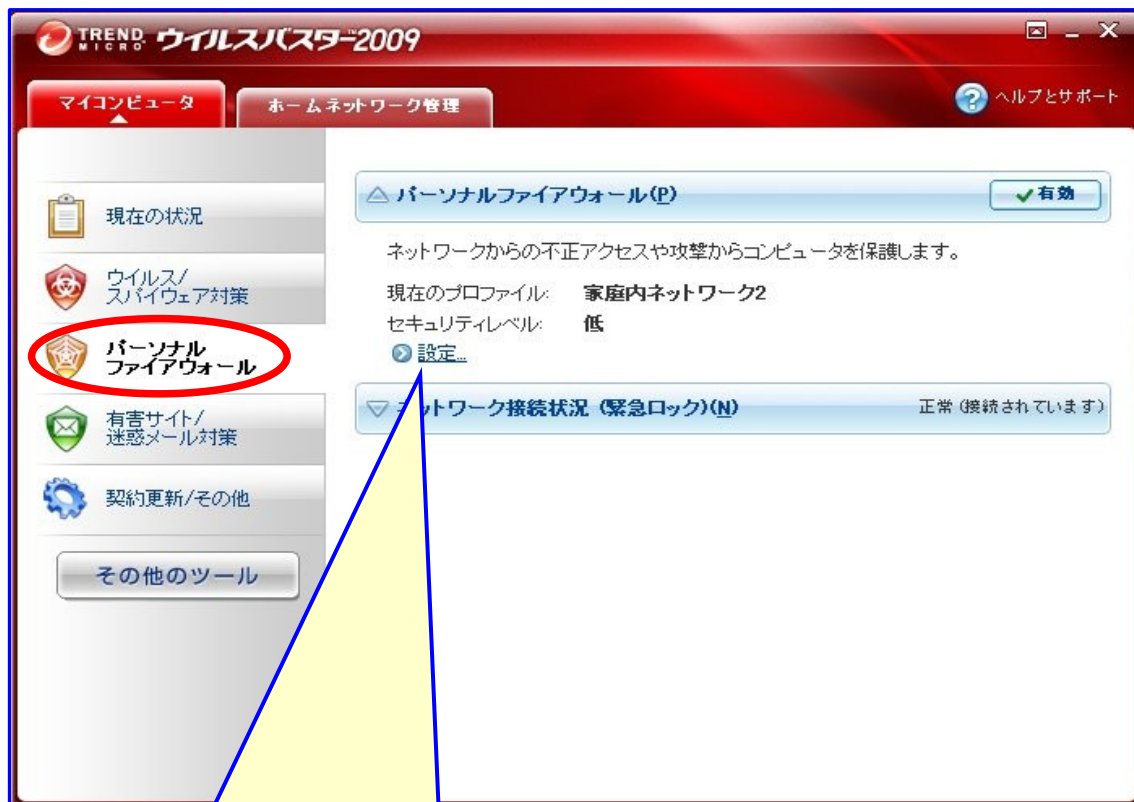 TREND MICRO ウイルスバスター™2009
マイコンピュータ
ホームネットワーク管理
ヘルプとサポート
現在の状況
ウイルス/
スパイウェア対策
パーソナル
ファイアウォール
有害サイト/
迷惑メール対策
契約更新/その他
その他のツール
パーソナルファイアウォール(P)
有効
ネットワークからの不正アクセスや攻撃からコンピュータを保護します。
現在のプロファイル: 家庭内ネットワーク2
セキュリティレベル: 低
設定...
ットワーク接続状況 (緊急ロック)(N)
正常 (接続されています)